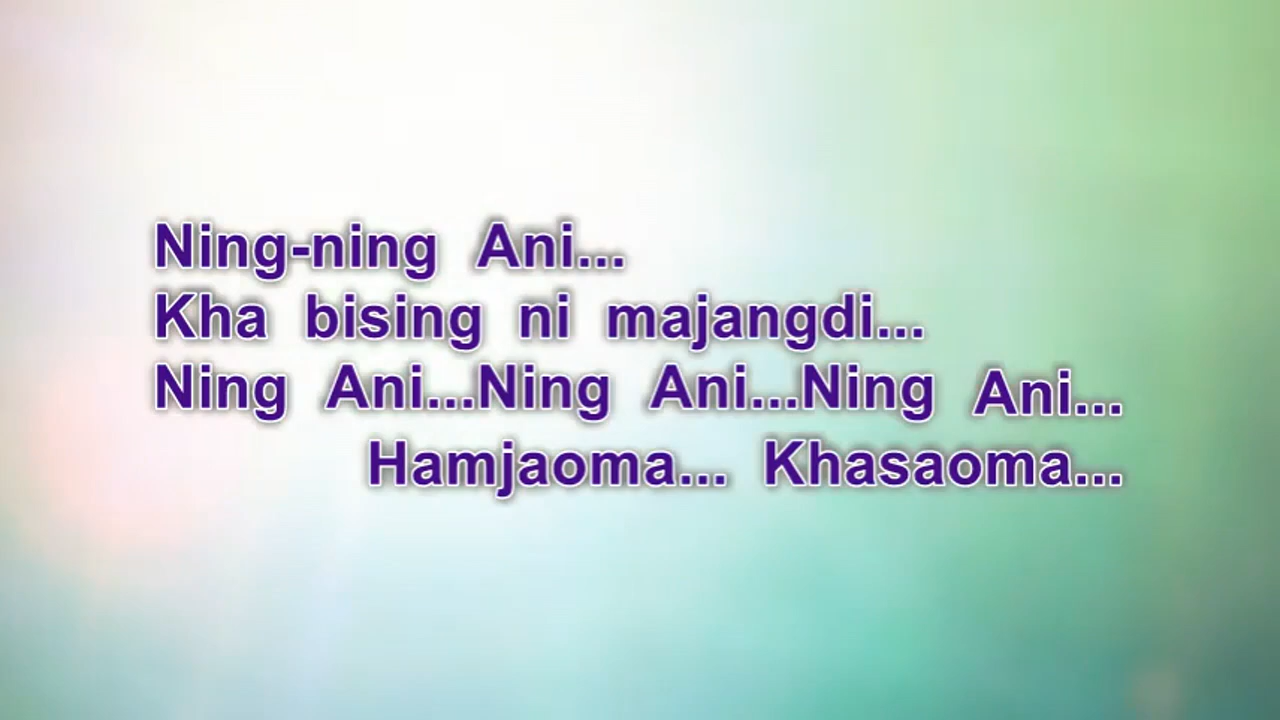 Ning-ning Ani...
Kha bising ni majangdi...
Ning Ani...Ning Ani...Ning Ani...
Hamjaoma... Khasaoma...